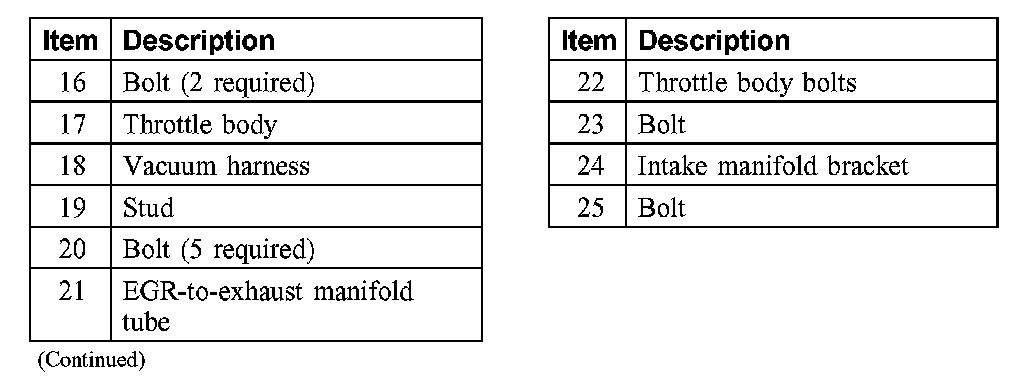 Item Description
16 Bolt (2 required)
17 Throttle body
18 Vacuum harness
19 Stud
20 Bolt (5 required)
21 EGR-to-exhaust manifold
tube
(Continued)
Item Description
22 Throttle body bolts
23 Bolt
24 Intake manifold bracket
25 Bolt